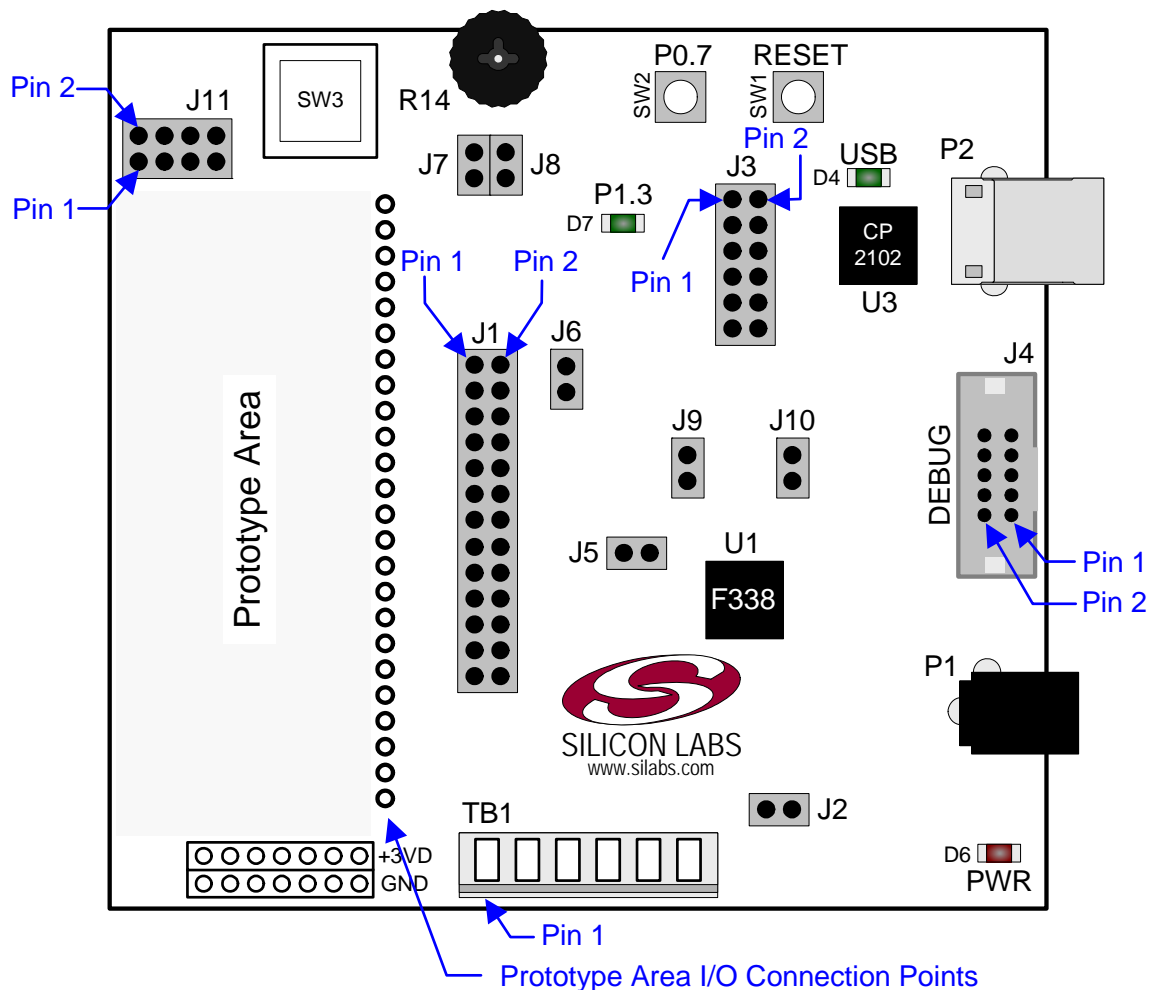 P0.7
RESET
Pin 2
J11
SW3
R14
SW2
SW1
Pin 2
J7
J8
J3
USB
P2
D4
Pin 1
P1.3
D7
CP
2102
Pin 1
Pin 2
Pin 1
U3
J1
J6
J4
Prototype Area
J9
J10
DEBUG
J5
U1
Pin 1
F338
Pin 2
P1
SILICON LABS
www.silabs.com
TB1
J2
+3VD
D6
GND
PWR
Pin 1
Prototype Area I/O Connection Points